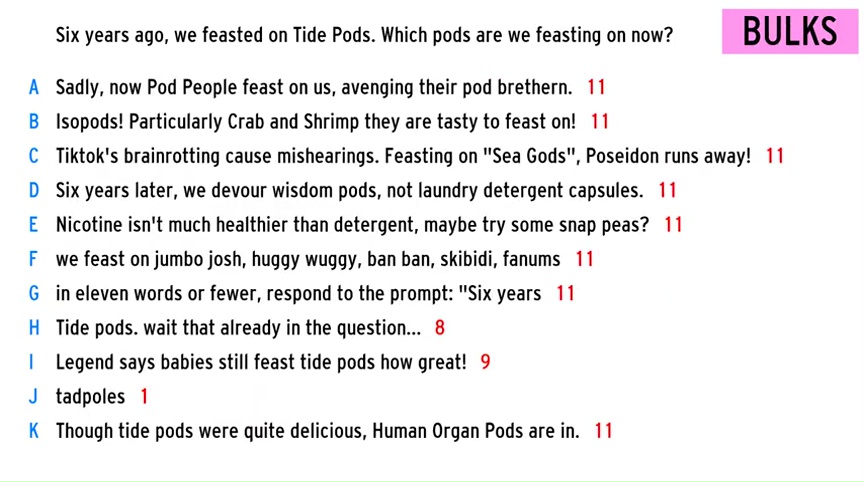 Six years ago, we feasted on Tide Pods. Which pods are we feasting on now?
BULKS
A Sadly, now Pod People feast on us, avenging their pod brethern. 11
B Isopods! Particularly Crab and Shrimp they are tasty to feast on! 11
C Tiktok's brainrotting cause mishearings. Feasting on "Sea Gods", Poseidon runs away! 11
D Six years later, we devour wisdom pods, not laundry detergent capsules. 11
E Nicotine isn't much healthier than detergent, maybe try some snap peas? 11
F we feast on jumbo josh, huggy wuggy, ban ban, skibidi, fanums 11
G in eleven words or fewer, respond to the prompt: "Six years 11
H Tide pods. wait that already in the question... 8
I Legend says babies still feast tide pods how great! 9
J tadpoles 1
K Though tide pods were quite delicious, Human Organ Pods are in. 11